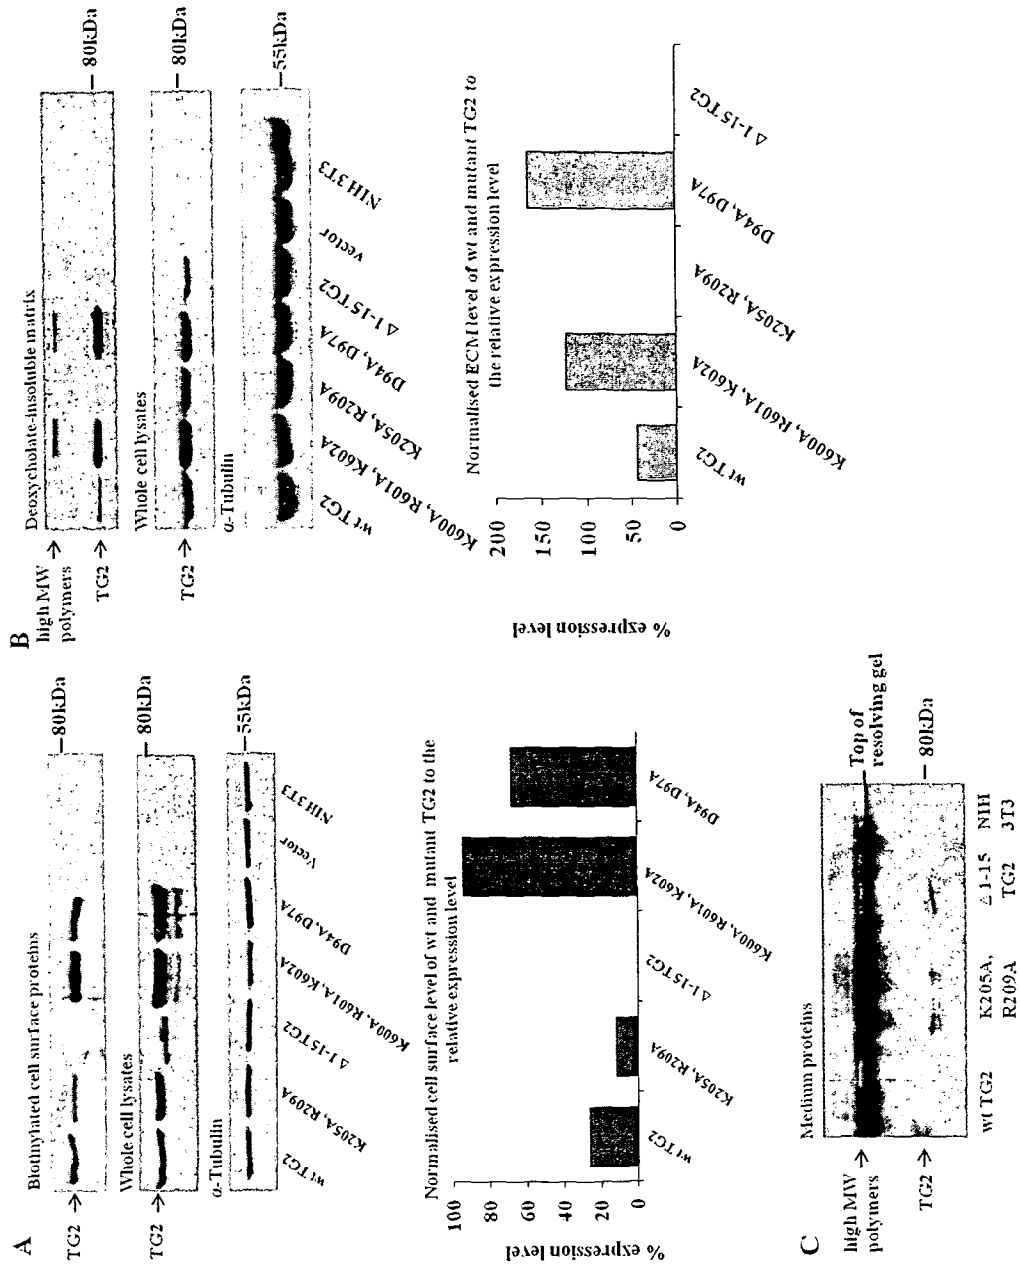 A
Biotinylated cell surface proteins
TG2
80kDa
Whole cell lysates
TG2
80kDa
α-Tubulin
55kDa
wt TG2
K205A, R209A
Δ1-15 TG2
K600A, R601A, K602A
D94A, D97A
Vector
NIH 3T3
Normalised cell surface level of wt and mutant TG2 to the
relative expression level
% expression level
100
80
60
40
20
0
wt TG2
K205A, R209A
Δ1-15 TG2
K600A, R601A, K602A
D94A, D97A
B
Deoxycholate-insoluble matrix
high MW
polymers
TG2
80kDa
Whole cell lysates
TG2
80kDa
α-Tubulin
55kDa
wt TG2
K600A, R601A, K602A
K205A, R209A
D94A, D97A
Δ1-15 TG2
vector
NIH 3T3
Normalised ECM level of wt and mutant TG2 to
the relative expression level
% expression level
200
150
100
50
0
wt TG2
K600A, R601A, K602A
K205A, R209A
D94A, D97A
Δ1-15 TG2
C
Medium proteins
high MW
polymers
Top of
resolving gel
TG2
80kDa
wt TG2
K205A,
R209A
Δ1-15
TG2
NIH
3T3